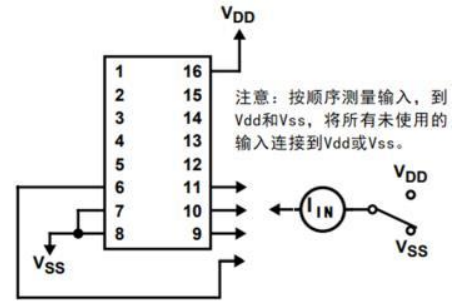 VDD
1 16
2 15
3 14
4 13
5 12
6 11
7 10
8 9
VSS
注意：按顺序测量输入，到
Vdd和Vss，将所有未使用的
输入连接到Vdd或Vss。
VDD
IIN
VSS